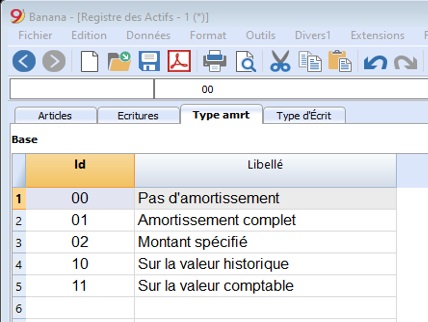 9 Banana - [Registre des Actifs - 1 (*)]
Fichier Edition Données Format Outils Divers1 Extensions
00
Articles Ecritures Type amrt Type d'Écrit
Base
Id Libellé
1 00 Pas d'amortissement
2 01 Amortissement complet
3 02 Montant spécifié
4 10 Sur la valeur historique
5 11 Sur la valeur comptable
6